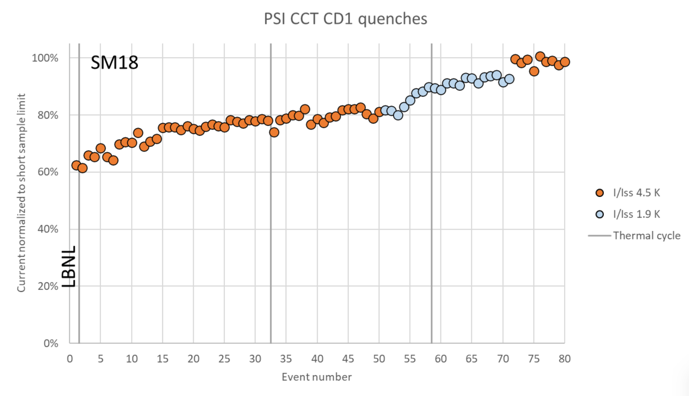 PSI CCT CD1 quenches
Current normalized to short sample limit
100%
80%
60%
40%
20%
0%
LBNL
SM18
0 5 10 15 20 25 30 35 40 45 50 55 60 65 70 75 80
Event number
I/Iss 4.5 K
I/Iss 1.9 K
Thermal cycle